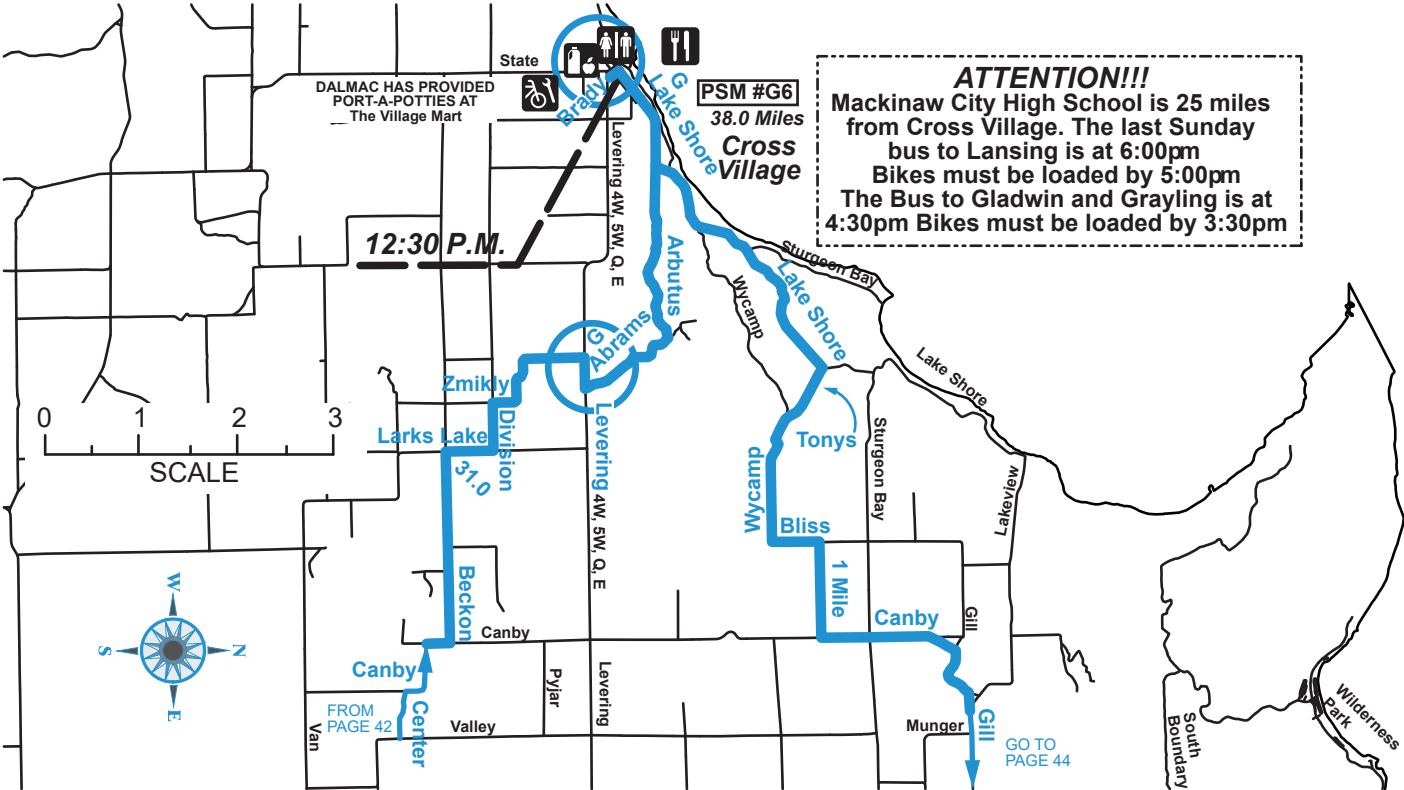 State
DALMAC HAS PROVIDED
PORT-A-POTTIES AT
The Village Mart
Brady
G
Lake Shore
PSM #G6
38.0 Miles
Cross
Village
ATTENTION!!!
Mackinaw City High School is 25 miles
from Cross Village. The last Sunday
bus to Lansing is at 6:00pm
Bikes must be loaded by 5:00pm
The Bus to Gladwin and Grayling is at
4:30pm Bikes must be loaded by 3:30pm
12:30 P.M.
Levering 4W, 5W, Q, E
Arbutus
Wycamp
Sturgeon Bay
Lake Shore
Lake Shore
G
Abrams
Zmikly
Division
Larks Lake
31.0
Levering 4W, 5W, Q, E
Tonys
Wycamp
Sturgeon Bay
Lakeview
0 1 2 3
SCALE
Bliss
1 Mile
Beckon
Canby
Canby
Gill
W
S
N
E
Canby
Center
FROM
PAGE 42
Van
Valley
Pyjar
Levering
Munger
Gill
GO TO
PAGE 44
South
Boundary
Wilderness
Park